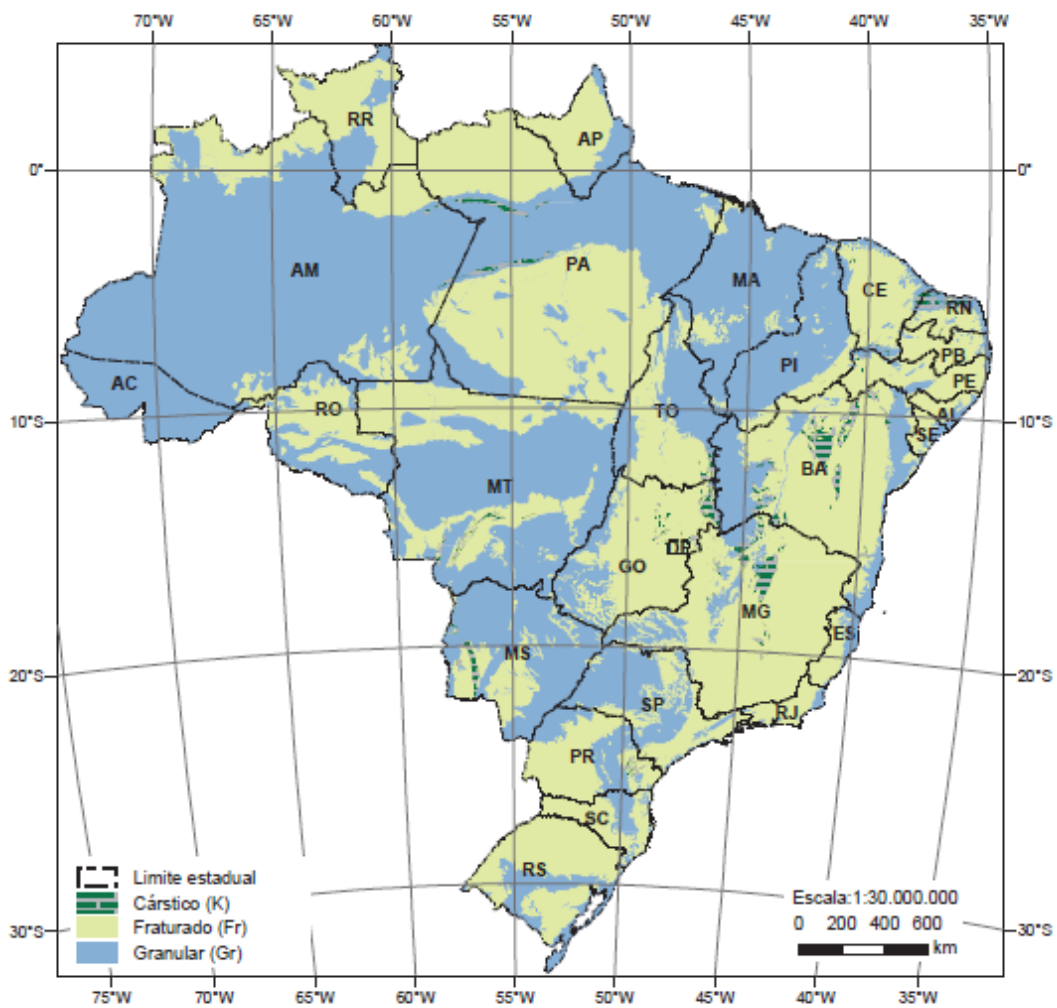 70°W 65°W 60°W 55°W 50°W 45°W 40°W 35°W
RR
AP
0° 0°
AM
PA
MA
CE
RN
PB
PI
PE
AC
RO
TO
AL
10°S 10°S
SE
BA
MT
DF
GO
MG
ES
MS
20°S 20°S
SP
RJ
PR
SC
RS
Limite estadual
Cárstico (K)
Fraturado (Fr)
Granular (Gr)
Escala:1:30.000.000
0 200 400 600
km
30°S 30°S
75°W 70°W 65°W 60°W 55°W 50°W 45°W 40°W 35°W